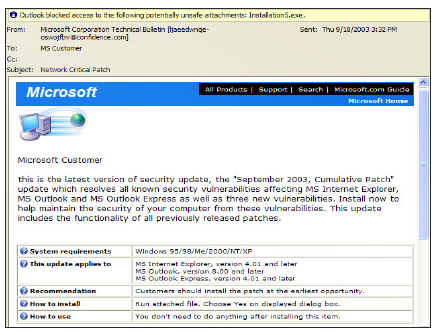 Outlook blocked access to the following potentially unsafe attachments: Installation5.exe.
From: Microsoft Corporation Technical Bulletin [ljaeedwnqe-
oswojfbv@confidence.com]
Sent: Thu 9/18/2003 3:32 PM
To: MS Customer
Cc:
Subject: Network Critical Patch
Microsoft
All Products | Support | Search | Microsoft.com Guide
Microsoft Home
Microsoft Customer
this is the latest version of security update, the "September 2003, Cumulative Patch"
update which resolves all known security vulnerabilities affecting MS Internet Explorer,
MS Outlook and MS Outlook Express as well as three new vulnerabilities. Install now to
help maintain the security of your computer from these vulnerabilities. This update
includes the functionality of all previously released patches.
System requirements Windows 95/98/Me/2000/NT/XP
This update applies to MS Internet Explorer, version 4.01 and later
MS Outlook, version 8.00 and later
MS Outlook Express, version 4.01 and later
Recommendation Customers should install the patch at the earliest opportunity.
How to install Run attached file. Choose Yes on displayed dialog box.
How to use You don't need to do anything after installing this item.